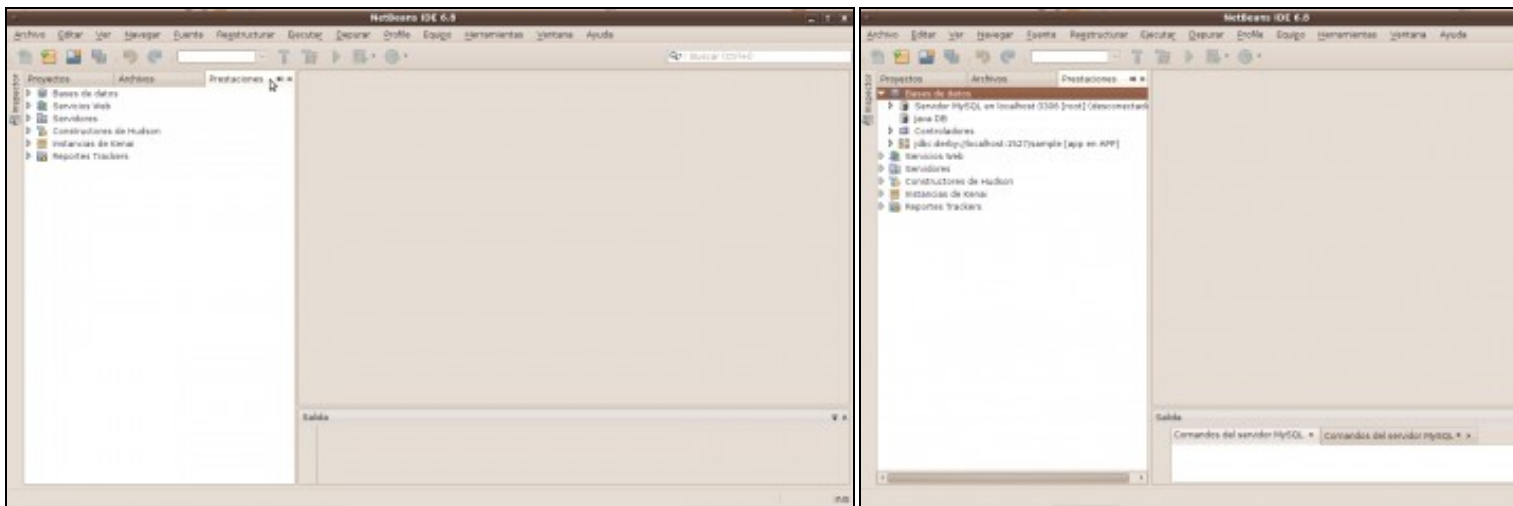 NetBeans IDE 6.8
Archivo Editar Ver Navegar Fuente Reestructurar Ejecutar Depurar Profile Equipo Herramientas Ventana Ayuda
Buscar (Ctrl+I)
Proyectos Archivos Prestaciones
Bases de datos
Servicios Web
Servidores
Constructores de Hudson
Instancias de Kenai
Reportes Trackers
Salida
INS
NetBeans IDE 6.8
Archivo Editar Ver Navegar Fuente Reestructurar Ejecutar Depurar Profile Equipo Herramientas Ventana Ayuda
Inspector
Proyectos Archivos Prestaciones
Bases de datos
Servidor MySQL en localhost:3306 [root] (desconectad
Java DB
Controladores
jdbc:derby://localhost:1527/sample [app en APP]
Servicios Web
Servidores
Constructores de Hudson
Instancias de Kenai
Reportes Trackers
Salida
Comandos del servidor MySQL Comandos del servidor MySQL